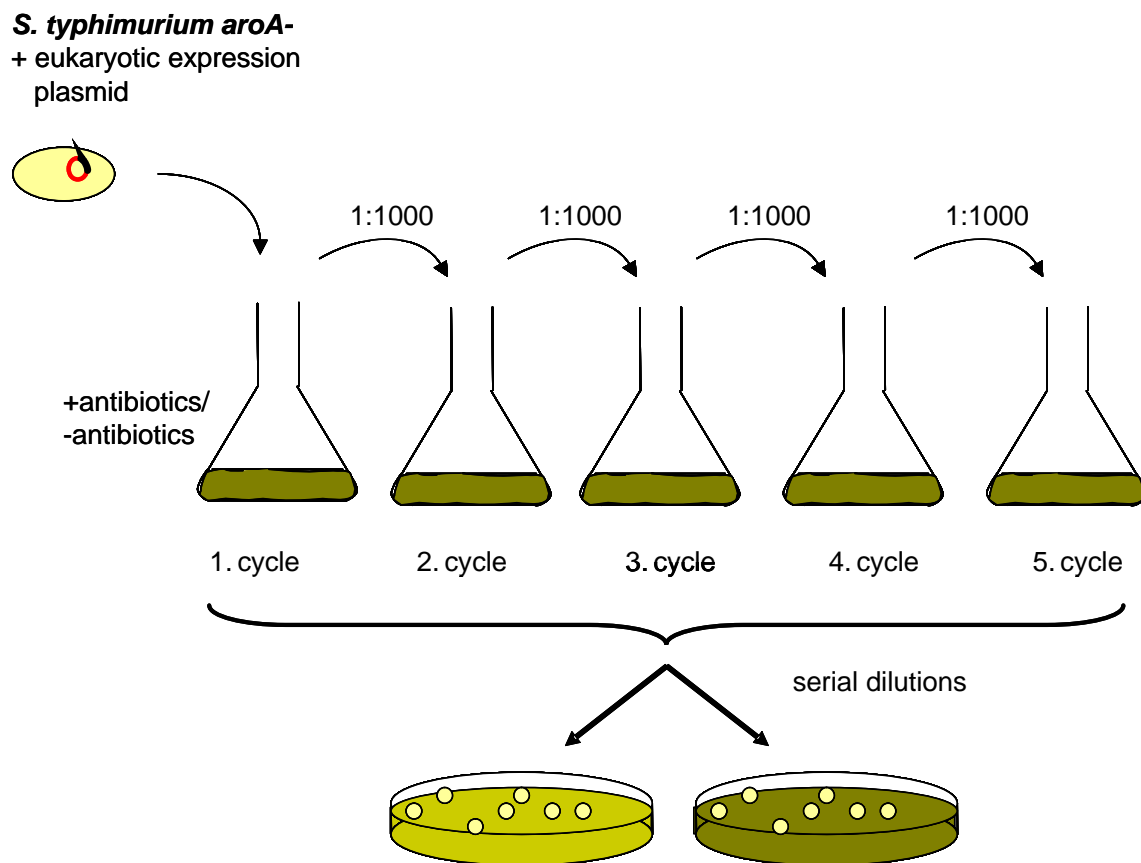 S. typhimurium aroA-
+ eukaryotic expression
plasmid
1:1000
1:1000
1:1000
1:1000
+antibiotics/
-antibiotics
1. cycle
2. cycle
3. cycle
4. cycle
5. cycle
serial dilutions